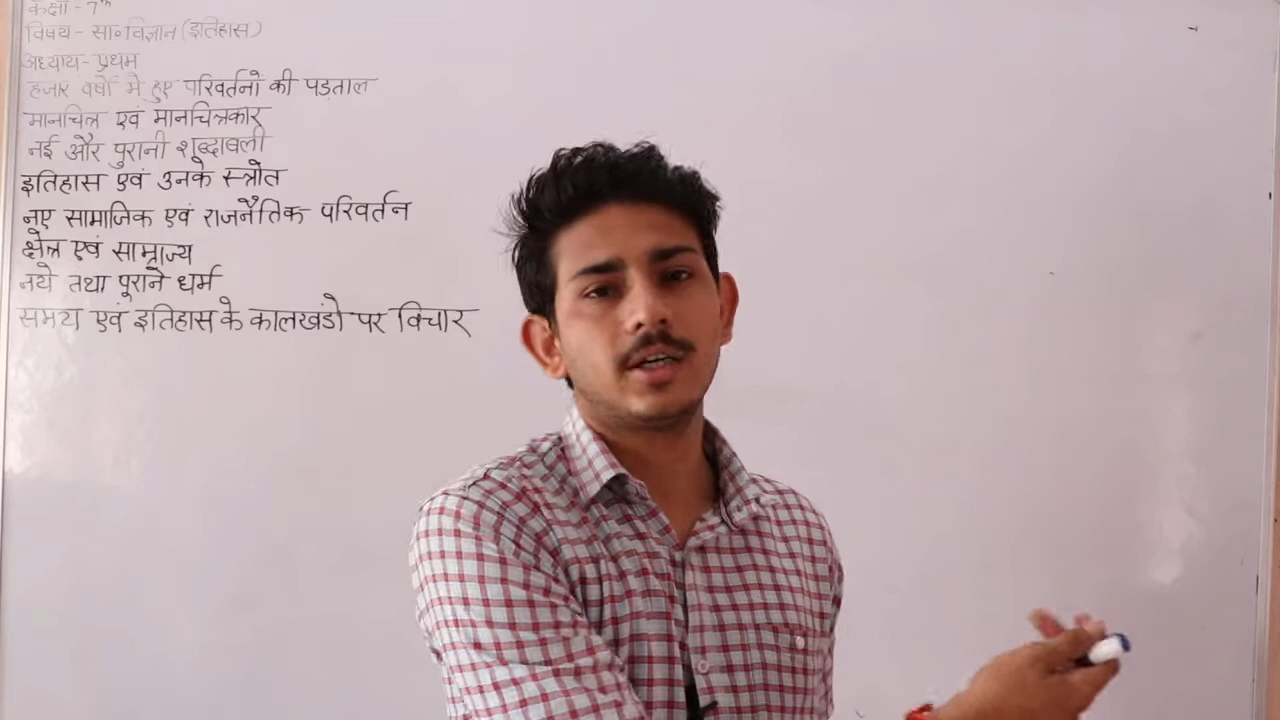 कक्षा - 7th
विषय - सा॰विज्ञान (इतिहास)
अध्याय - प्रथम
हजार वर्षो मे हुए परिवर्तनों की पड़ताल
मानचित्र एवं मानचित्रकार
नई और पुरानी शब्दावली
इतिहास एवं उनके स्त्रोत
नए सामाजिक एवं राजनैतिक परिवर्तन
क्षेत्र एवं साम्राज्य
नये तथा पूराने धर्म
समय एवं इतिहास के कालखंडो पर विचार